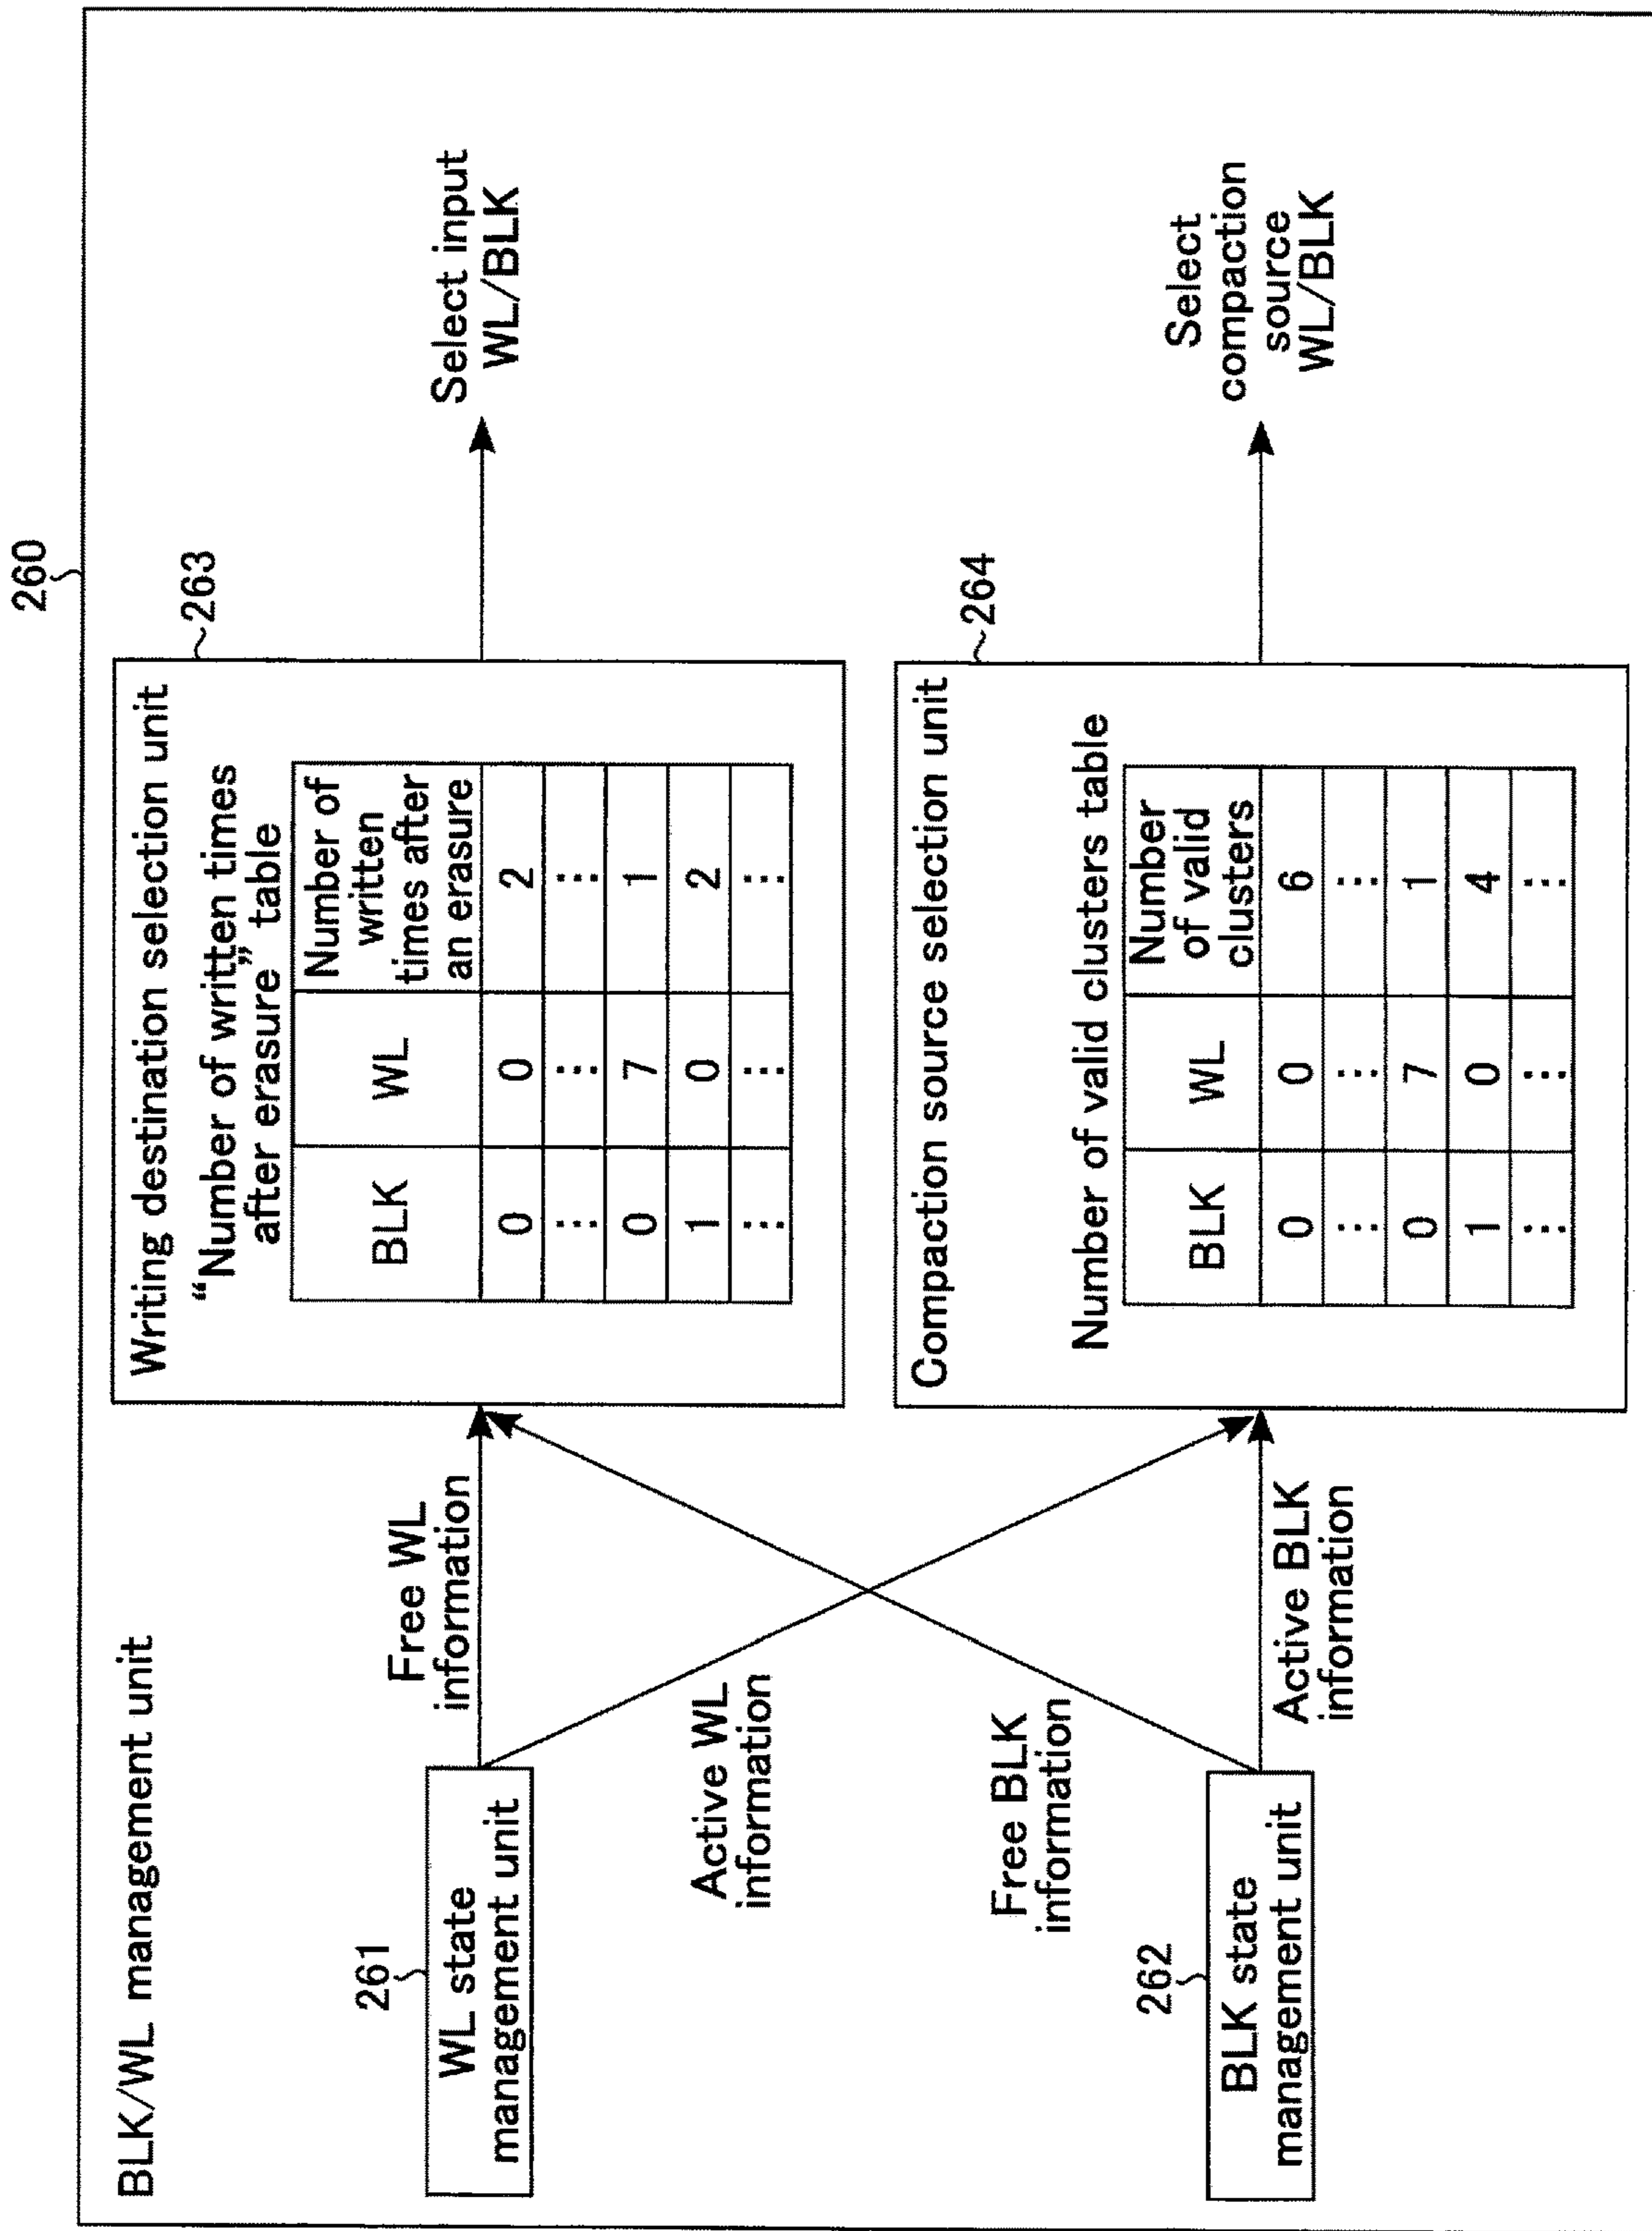 260
BLK/WL management unit
261
WL state
management unit
Free WL
information
Active WL
information
Free BLK
information
262
BLK state
management unit
Active BLK
information
263
Writing destination selection unit
“Number of written times
after erasure” table
BLK WL Number of
written
times after
an erasure
0 0 2
⋮ ⋮ ⋮
0 7 1
1 0 2
⋮ ⋮ ⋮
Select input
WL/BLK
264
Compaction source selection unit
Number of valid clusters table
BLK WL Number
of valid
clusters
0 0 6
⋮ ⋮ ⋮
0 7 1
1 0 4
⋮ ⋮ ⋮
Select
compaction
source
WL/BLK